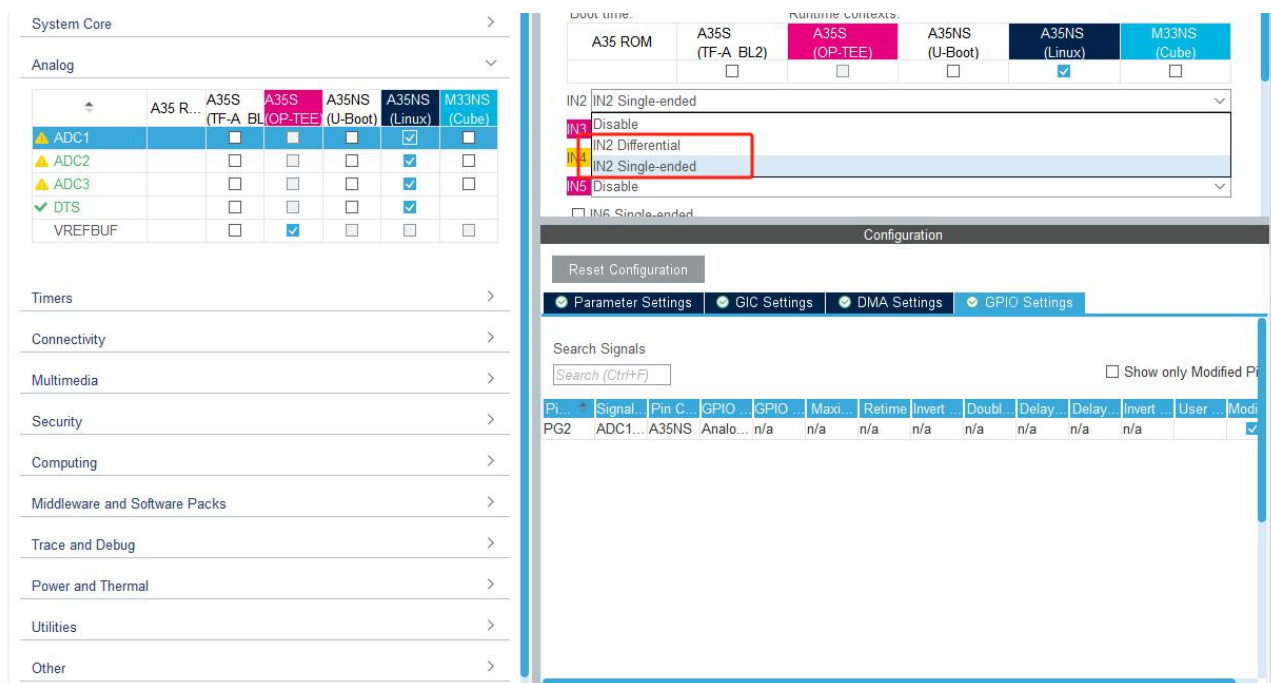 System Core
Analog
A35 R... A35S (TF-A BL A35S (OP-TEE) A35NS (U-Boot) A35NS (Linux) M33NS (Cube)
ADC1
ADC2
ADC3
DTS
VREFBUF
Timers
Connectivity
Multimedia
Security
Computing
Middleware and Software Packs
Trace and Debug
Power and Thermal
Utilities
Other
Boot time: Runtime contexts:
A35 ROM A35S (TF-A BL2) A35S (OP-TEE) A35NS (U-Boot) A35NS (Linux) M33NS (Cube)
IN2 IN2 Single-ended
IN3 Disable
IN2 Differential
IN4
IN2 Single-ended
IN5 Disable
IN6 Single-ended
Configuration
Reset Configuration
Parameter Settings GIC Settings DMA Settings GPIO Settings
Search Signals
Search (Ctrl+F) Show only Modified Pi
Pi... Signal... Pin C... GPIO ... GPIO ... Maxi... Retime Invert ... Doubl... Delay... Delay... Invert ... User ... Modi
PG2 ADC1... A35NS Analo... n/a n/a n/a n/a n/a n/a n/a n/a